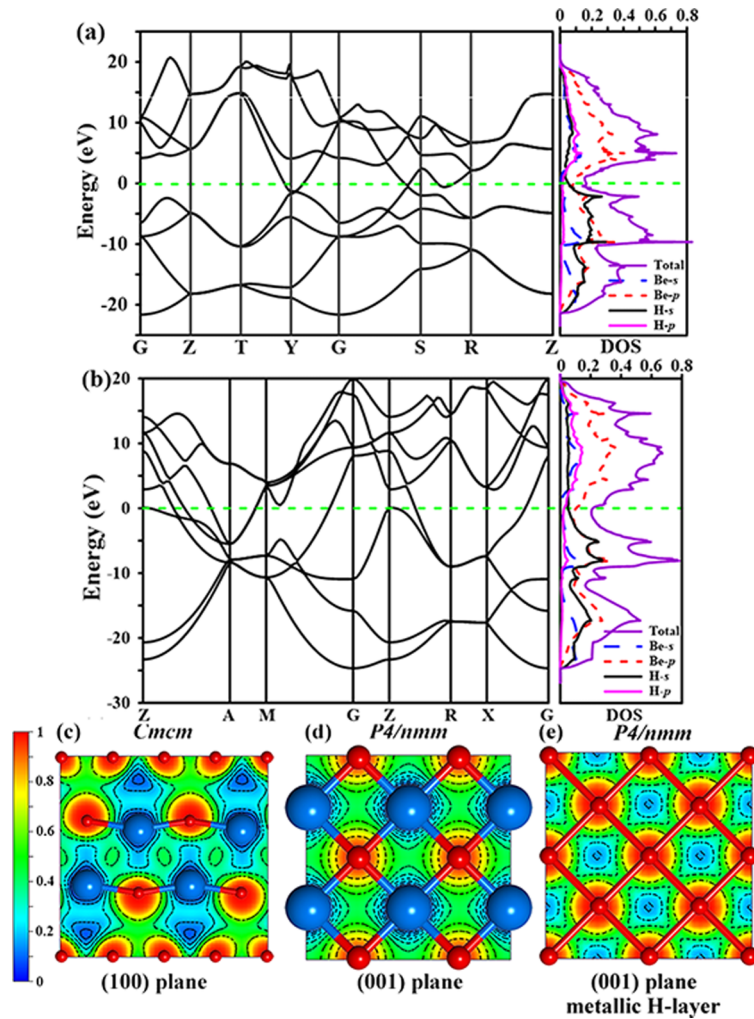 (a)
0 0.2 0.4 0.6 0.8
20
10
0
-10
-20
Energy (eV)
Total
Be-s
Be-p
H-s
H-p
G Z T Y G S R Z DOS
(b)
0 0.2 0.4 0.6 0.8
20
10
0
-10
-20
-30
Energy (eV)
Total
Be-s
Be-p
H-s
H-p
Z A M G Z R X G DOS
(c) Cmcm (d) P4/nmm (e) P4/nmm
1
0.8
0.6
0.4
0.2
0
(100) plane (001) plane (001) plane
metallic H-layer